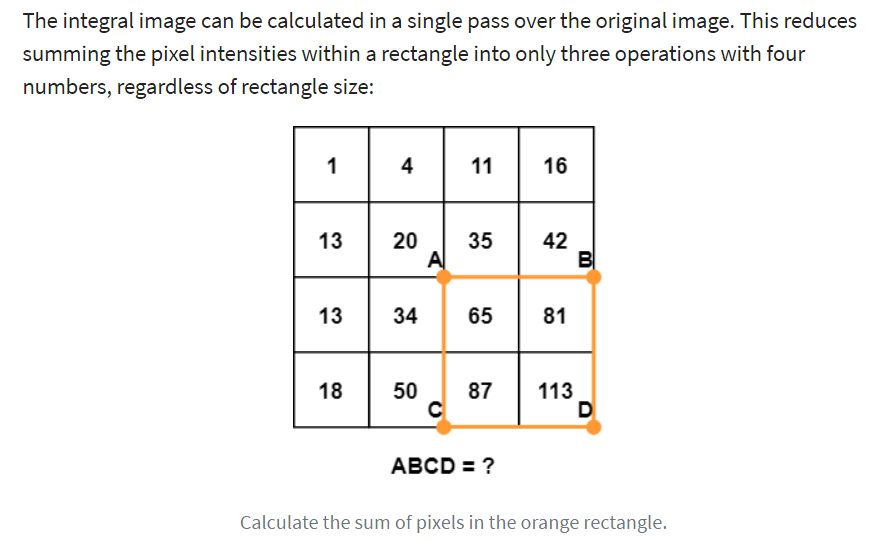 The integral image can be calculated in a single pass over the original image. This reduces
summing the pixel intensities within a rectangle into only three operations with four
numbers, regardless of rectangle size:
1 4 11 16
13 20 35 42
A B
13 34 65 81
18 50 87 113
C D
ABCD = ?
Calculate the sum of pixels in the orange rectangle.